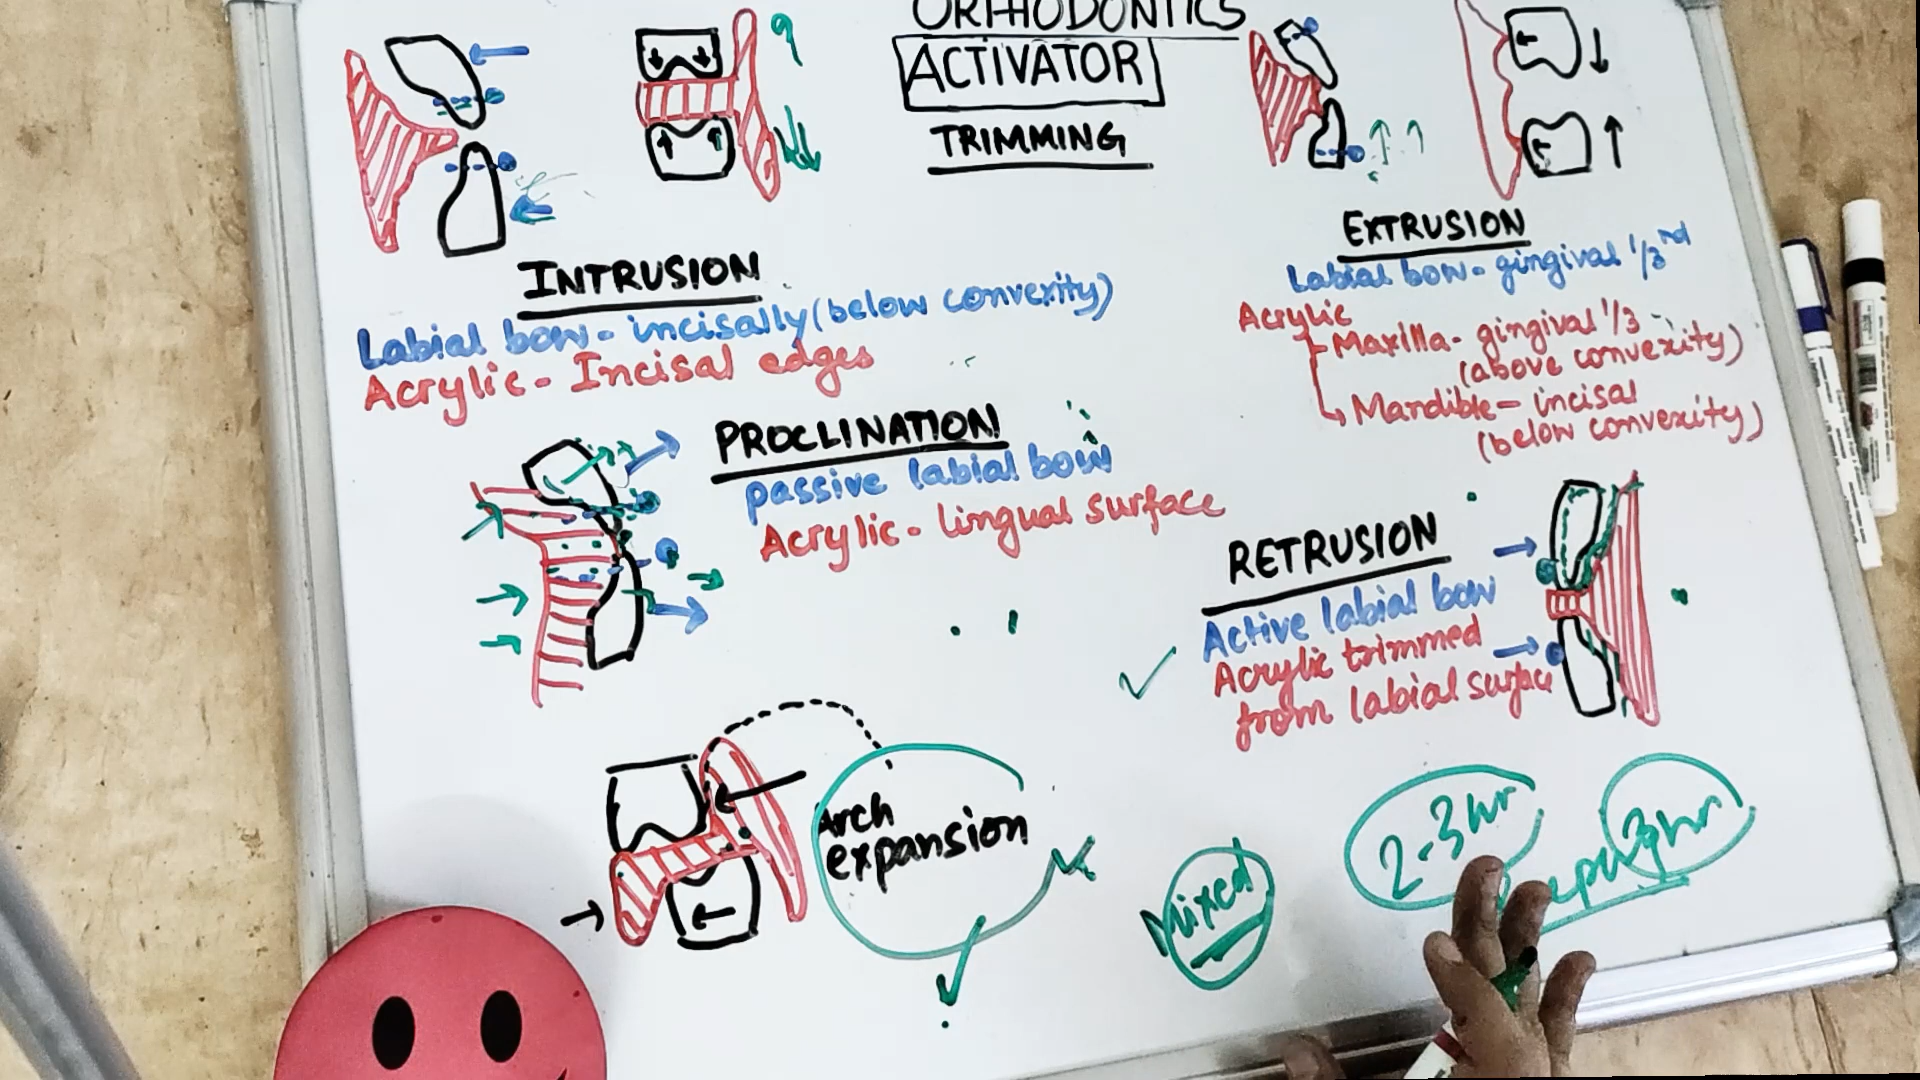 ORTHODONTICS
ACTIVATOR
TRIMMING
INTRUSION
Labial bow - incisally (below convexity)
Acrylic - Incisal edges
EXTRUSION
Labial bow - gingival 1/3rd
Acrylic
Maxilla - gingival 1/3
(above convexity)
Mandible - incisal
(below convexity)
PROCLINATION
passive labial bow
Acrylic - lingual surface
RETRUSION
Active labial bow
Acrylic trimmed
from labial surface
Arch
expansion
Mixed
2-3 hr
3 hr